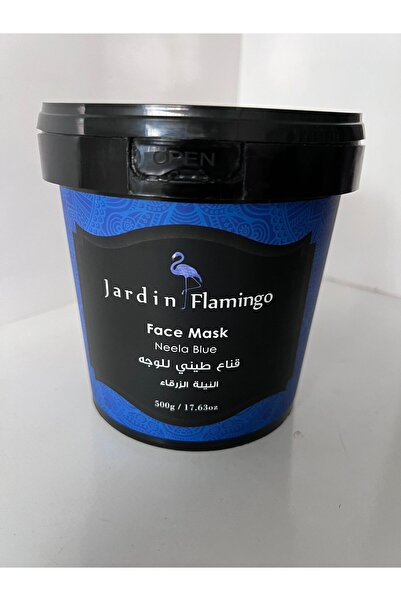 OPEN
Jardin Flamingo
Face Mask
Neela Blue
قناع طيني للوجه
النيلة الزرقاء
500g / 17.63oz